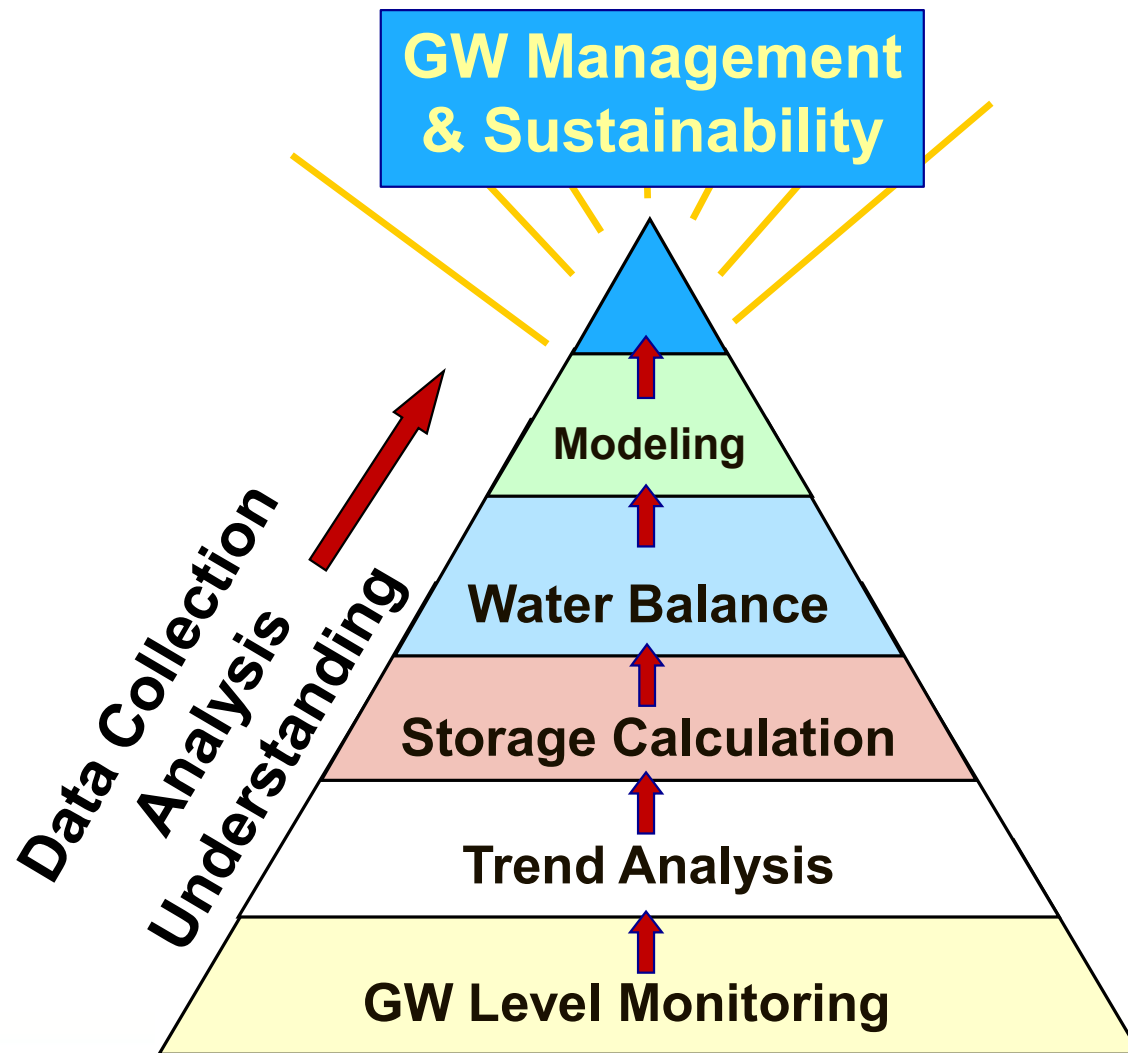 GW Management
& Sustainability
Modeling
Water Balance
Storage Calculation
Trend Analysis
GW Level Monitoring
Data Collection
Analysis
Understanding